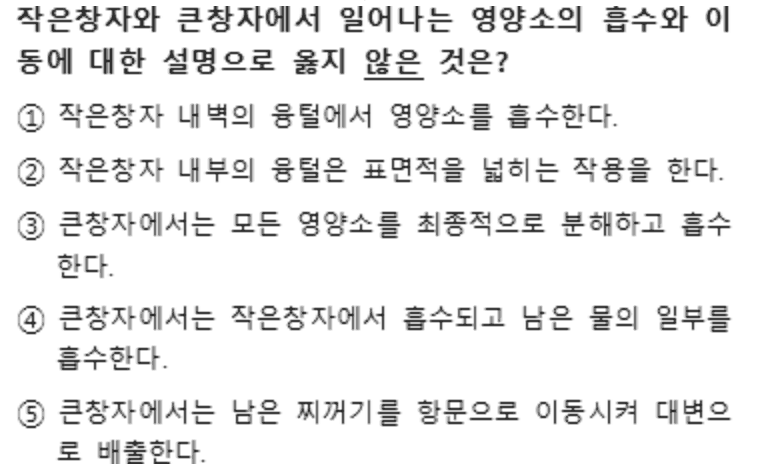 작은창자와 큰창자에서 일어나는 영양소의 흡수와 이
동에 대한 설명으로 옳지 않은 것은?
① 작은창자 내벽의 융털에서 영양소를 흡수한다.
② 작은창자 내부의 융털은 표면적을 넓히는 작용을 한다.
③ 큰창자에서는 모든 영양소를 최종적으로 분해하고 흡수
한다.
④ 큰창자에서는 작은창자에서 흡수되고 남은 물의 일부를
흡수한다.
⑤ 큰창자에서는 남은 찌꺼기를 항문으로 이동시켜 대변으
로 배출한다.